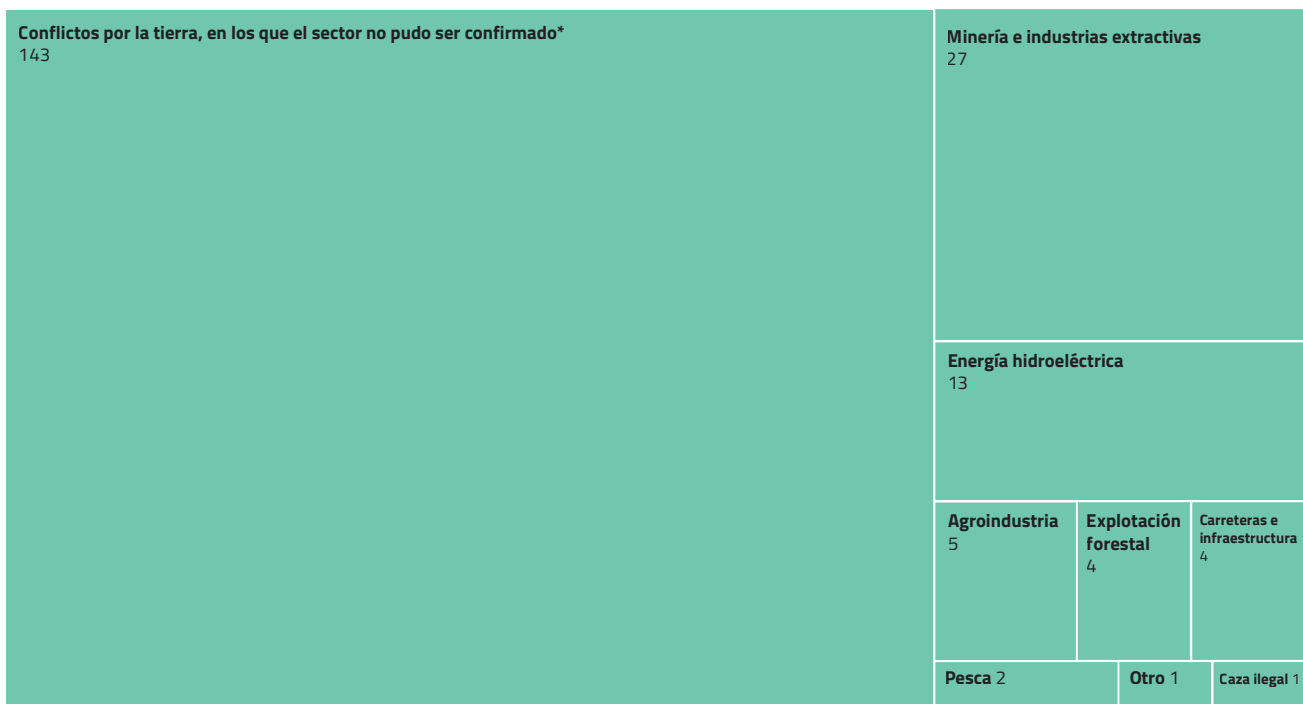 Conflictos por la tierra, en los que el sector no pudo ser confirmado*
143
Minería e industrias extractivas
27
Energía hidroeléctrica
13
Agroindustria
5
Explotación
forestal
4
Carreteras e
infraestructura
4
Pesca 2
Otro 1
Caza ilegal 1